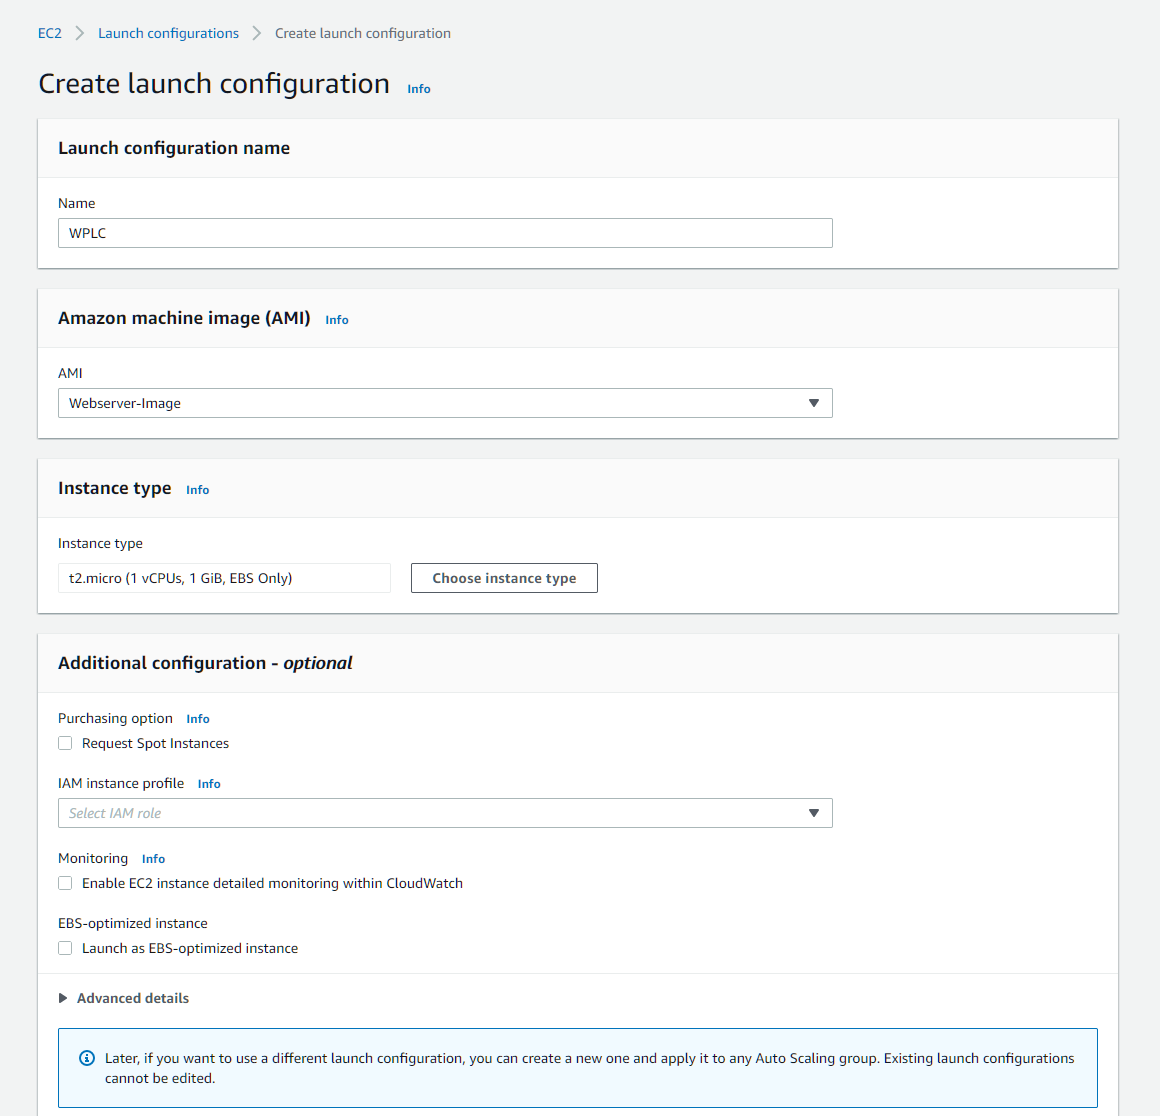 EC2 > Launch configurations > Create launch configuration
Create launch configuration Info
Launch configuration name
Name
WPLC
Amazon machine image (AMI) Info
AMI
Webserver-Image
Instance type Info
Instance type
t2.micro (1 vCPUs, 1 GiB, EBS Only) Choose instance type
Additional configuration - optional
Purchasing option Info
Request Spot Instances
IAM instance profile Info
Select IAM role
Monitoring Info
Enable EC2 instance detailed monitoring within CloudWatch
EBS-optimized instance
Launch as EBS-optimized instance
Advanced details
Later, if you want to use a different launch configuration, you can create a new one and apply it to any Auto Scaling group. Existing launch configurations
cannot be edited.